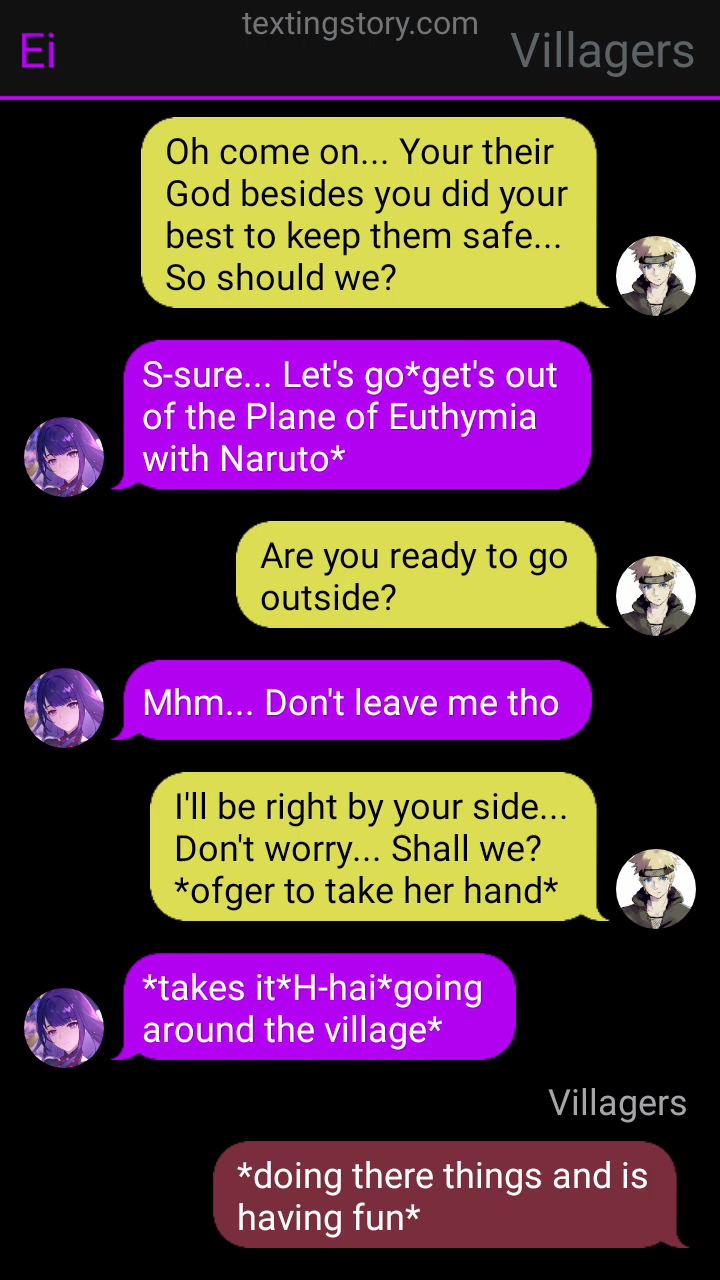 textingstory.com
Ei
Villagers
Oh come on... Your their
God besides you did your
best to keep them safe...
So should we?
S-sure... Let's go*get's out
of the Plane of Euthymia
with Naruto*
Are you ready to go
outside?
Mhm... Don't leave me tho
I'll be right by your side...
Don't worry... Shall we?
*ofger to take her hand*
*takes it*H-hai*going
around the village*
Villagers
*doing there things and is
having fun*